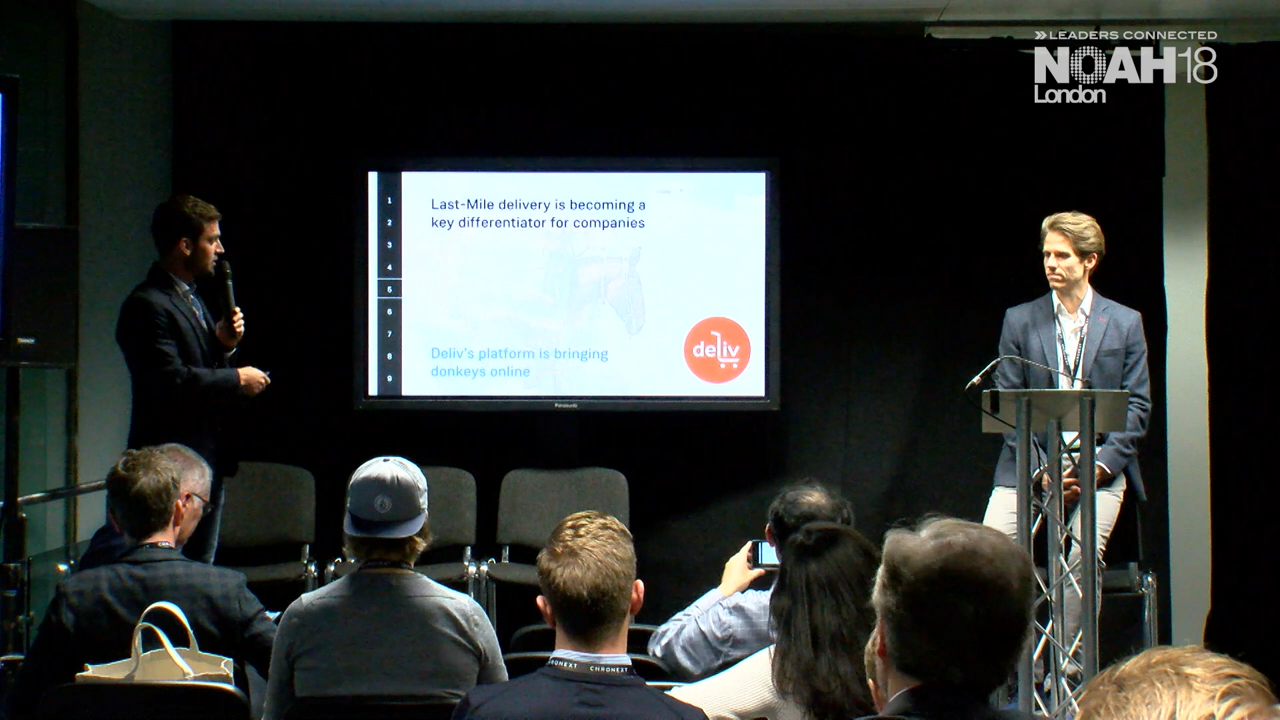 LEADERS CONNECTED
NOAH18
London
1
2
3
4
5
6
7
8
9
Last-Mile delivery is becoming a
key differentiator for companies
Deliv's platform is bringing
donkeys online
deliv
Panasonic
CHRONEXT